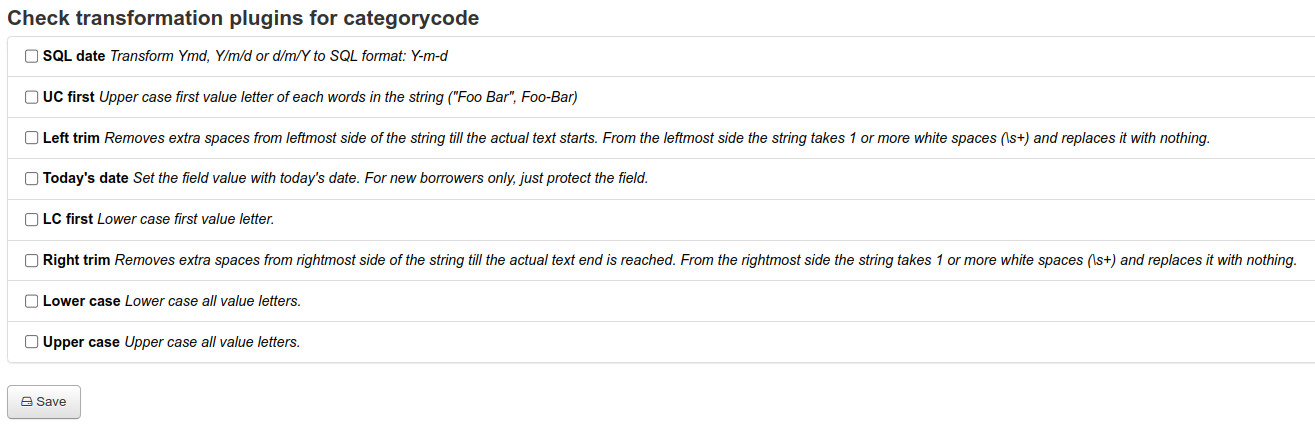 Check transformation plugins for categorycode
SQL date Transform Ymd, Y/m/d or d/m/Y to SQL format: Y-m-d
UC first Upper case first value letter of each words in the string ("Foo Bar", Foo-Bar)
Left trim Removes extra spaces from leftmost side of the string till the actual text starts. From the leftmost side the string takes 1 or more white spaces (\s+) and replaces it with nothing.
Today's date Set the field value with today's date. For new borrowers only, just protect the field.
LC first Lower case first value letter.
Right trim Removes extra spaces from rightmost side of the string till the actual text end is reached. From the rightmost side the string takes 1 or more white spaces (\s+) and replaces it with nothing.
Lower case Lower case all value letters.
Upper case Upper case all value letters.
Save